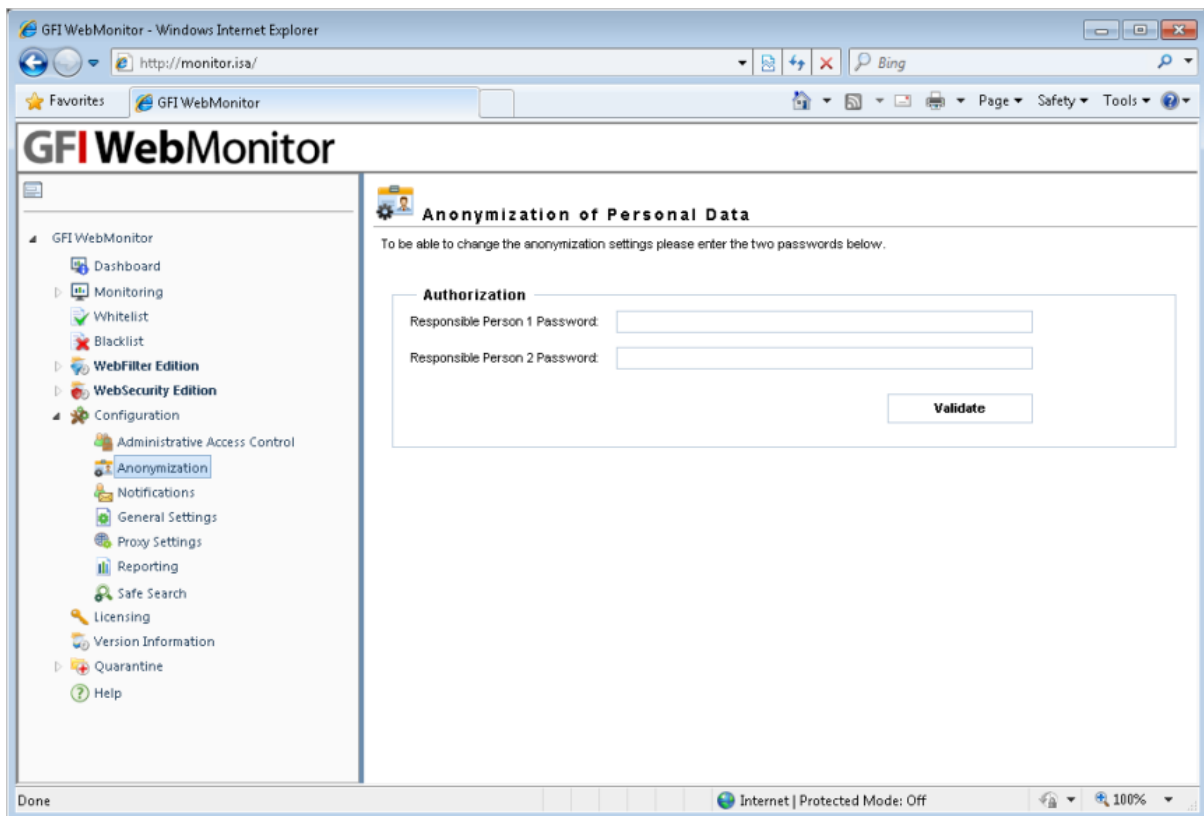 GFI WebMonitor - Windows Internet Explorer
http://monitor.isa/
Bing
Favorites
GFI WebMonitor
Page
Safety
Tools
GFI WebMonitor
GFI WebMonitor
Dashboard
Monitoring
Whitelist
Blacklist
WebFilter Edition
WebSecurity Edition
Configuration
Administrative Access Control
Anonymization
Notifications
General Settings
Proxy Settings
Reporting
Safe Search
Licensing
Version Information
Quarantine
Help
Anonymization of Personal Data
To be able to change the anonymization settings please enter the two passwords below.
Authorization
Responsible Person 1 Password:
Responsible Person 2 Password:
Validate
Done
Internet | Protected Mode: Off
100%